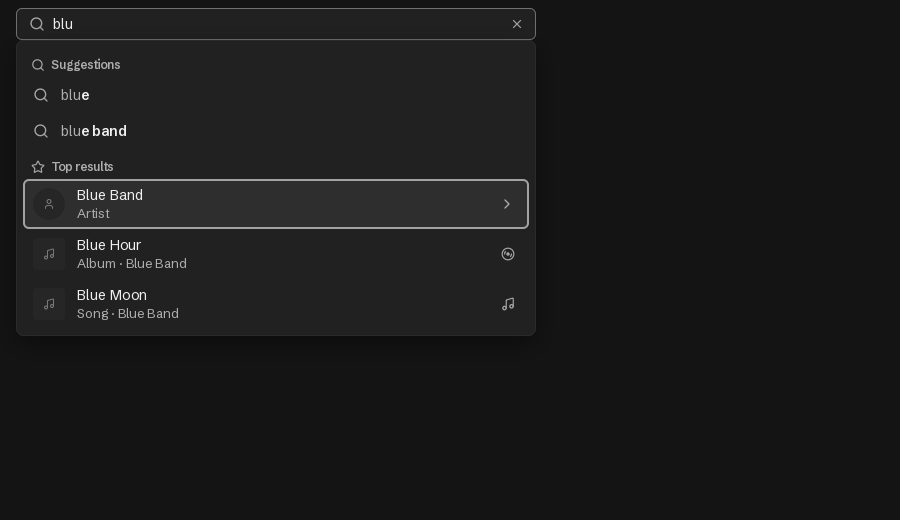 blu
Suggestions
blue
blue band
Top results
Blue Band
Artist
Blue Hour
Album · Blue Band
Blue Moon
Song · Blue Band